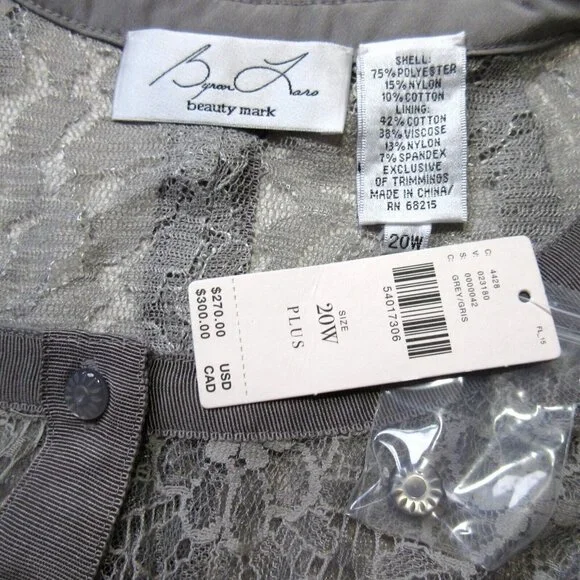 Byron Lars
beauty mark
SHELL:
75% POLYESTER
15% NYLON
10% COTTON
LINING:
42% COTTON
38% VISCOSE
13% NYLON
7% SPANDEX
EXCLUSIVE
OF TRIMMINGS
MADE IN CHINA/
RN 68215
20W
C: 4428
V: 023180
S: 0000042
C: GREY/GRIS
54017306
SIZE
20W
PLUS
$270.00 USD
$300.00 CAD
FL_15